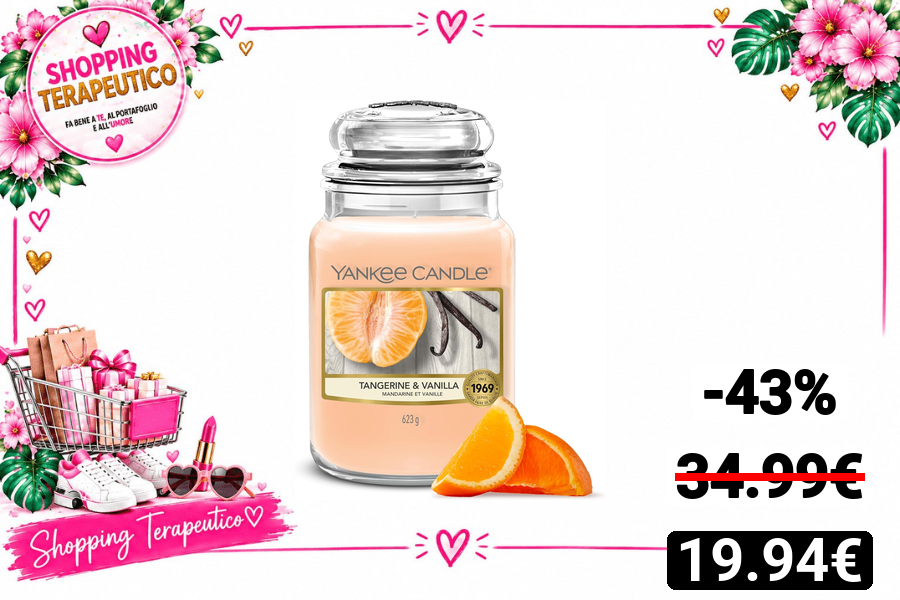 SHOPPING
TERAPEUTICO
FA BENE A TE, AL PORTAFOGLIO
E ALL'UMORE
YANKEE CANDLE®
TANGERINE & VANILLA
MANDARINE ET VANILLE
1969
623 g
-43%
34.99€
19.94€
Shopping Terapeutico